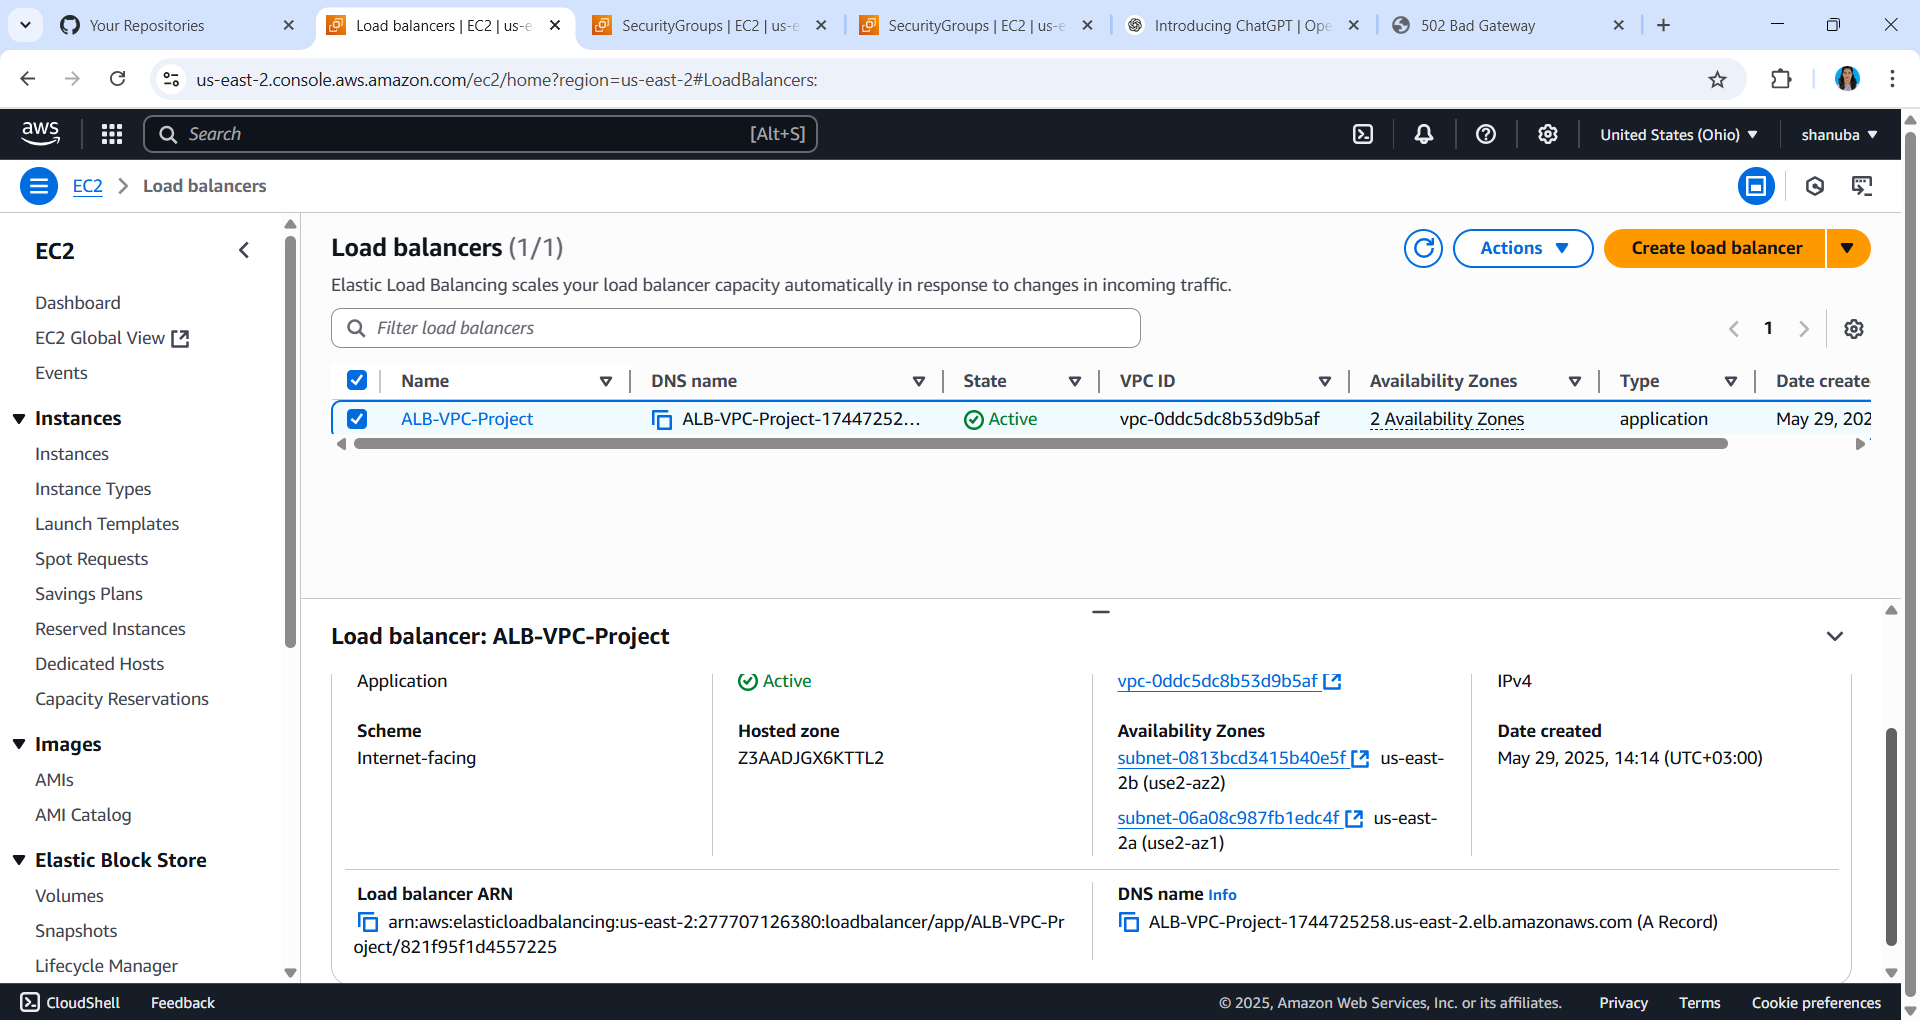 Your Repositories
Load balancers | EC2 | us-e
SecurityGroups | EC2 | us-e
SecurityGroups | EC2 | us-e
Introducing ChatGPT | Ope
502 Bad Gateway
us-east-2.console.aws.amazon.com/ec2/home?region=us-east-2#LoadBalancers:
aws
Search
[Alt+S]
United States (Ohio)
shanuba
EC2
Load balancers
EC2
Dashboard
EC2 Global View
Events
Instances
Instances
Instance Types
Launch Templates
Spot Requests
Savings Plans
Reserved Instances
Dedicated Hosts
Capacity Reservations
Images
AMIs
AMI Catalog
Elastic Block Store
Volumes
Snapshots
Lifecycle Manager
Load balancers (1/1)
Actions
Create load balancer
Elastic Load Balancing scales your load balancer capacity automatically in response to changes in incoming traffic.
Filter load balancers
1
Name
DNS name
State
VPC ID
Availability Zones
Type
Date create
ALB-VPC-Project
ALB-VPC-Project-17447252...
Active
vpc-0ddc5dc8b53d9b5af
2 Availability Zones
application
May 29, 202
Load balancer: ALB-VPC-Project
Application
Active
vpc-0ddc5dc8b53d9b5af
IPv4
Scheme
Internet-facing
Hosted zone
Z3AADJGX6KTTL2
Availability Zones
subnet-0813bcd3415b40e5f us-east-
2b (use2-az2)
subnet-06a08c987fb1edc4f us-east-
2a (use2-az1)
Date created
May 29, 2025, 14:14 (UTC+03:00)
Load balancer ARN
arn:aws:elasticloadbalancing:us-east-2:277707126380:loadbalancer/app/ALB-VPC-Pr
oject/821f95f1d4557225
DNS name Info
ALB-VPC-Project-1744725258.us-east-2.elb.amazonaws.com (A Record)
CloudShell
Feedback
© 2025, Amazon Web Services, Inc. or its affiliates.
Privacy
Terms
Cookie preferences